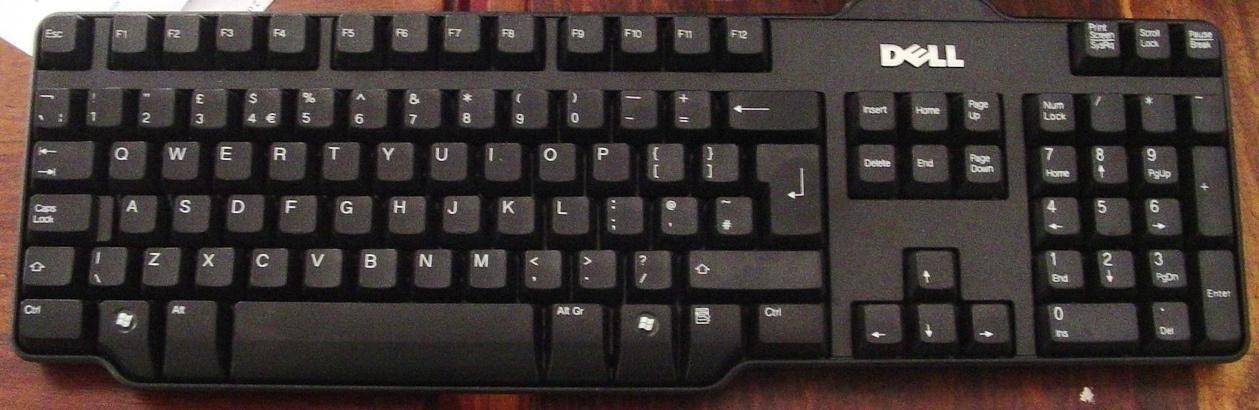 Esc F1 F2 F3 F4 F5 F6 F7 F8 F9 F10 F11 F12 DELL Print Screen SysRq Scroll Lock Pause Break
¬ ! " £ $ % ^ & * ( ) _ +
` ¦ 1 2 3 4 € 5 6 7 8 9 0 - = ← Insert Home Page Up Num Lock / * -
Q W E R T Y U I O P { [ } ] Delete End Page Down 7 Home 8 ↑ 9 PgUp +
Caps Lock A S D F G H J K L : ; @ ' ~ # 4 ← 5 6 →
⇧ | \ Z X C V B N M < , > . ? / ⇧ ↑ 1 End 2 ↓ 3 PgDn Enter
Ctrl Alt Alt Gr Ctrl ← ↓ → 0 Ins . Del